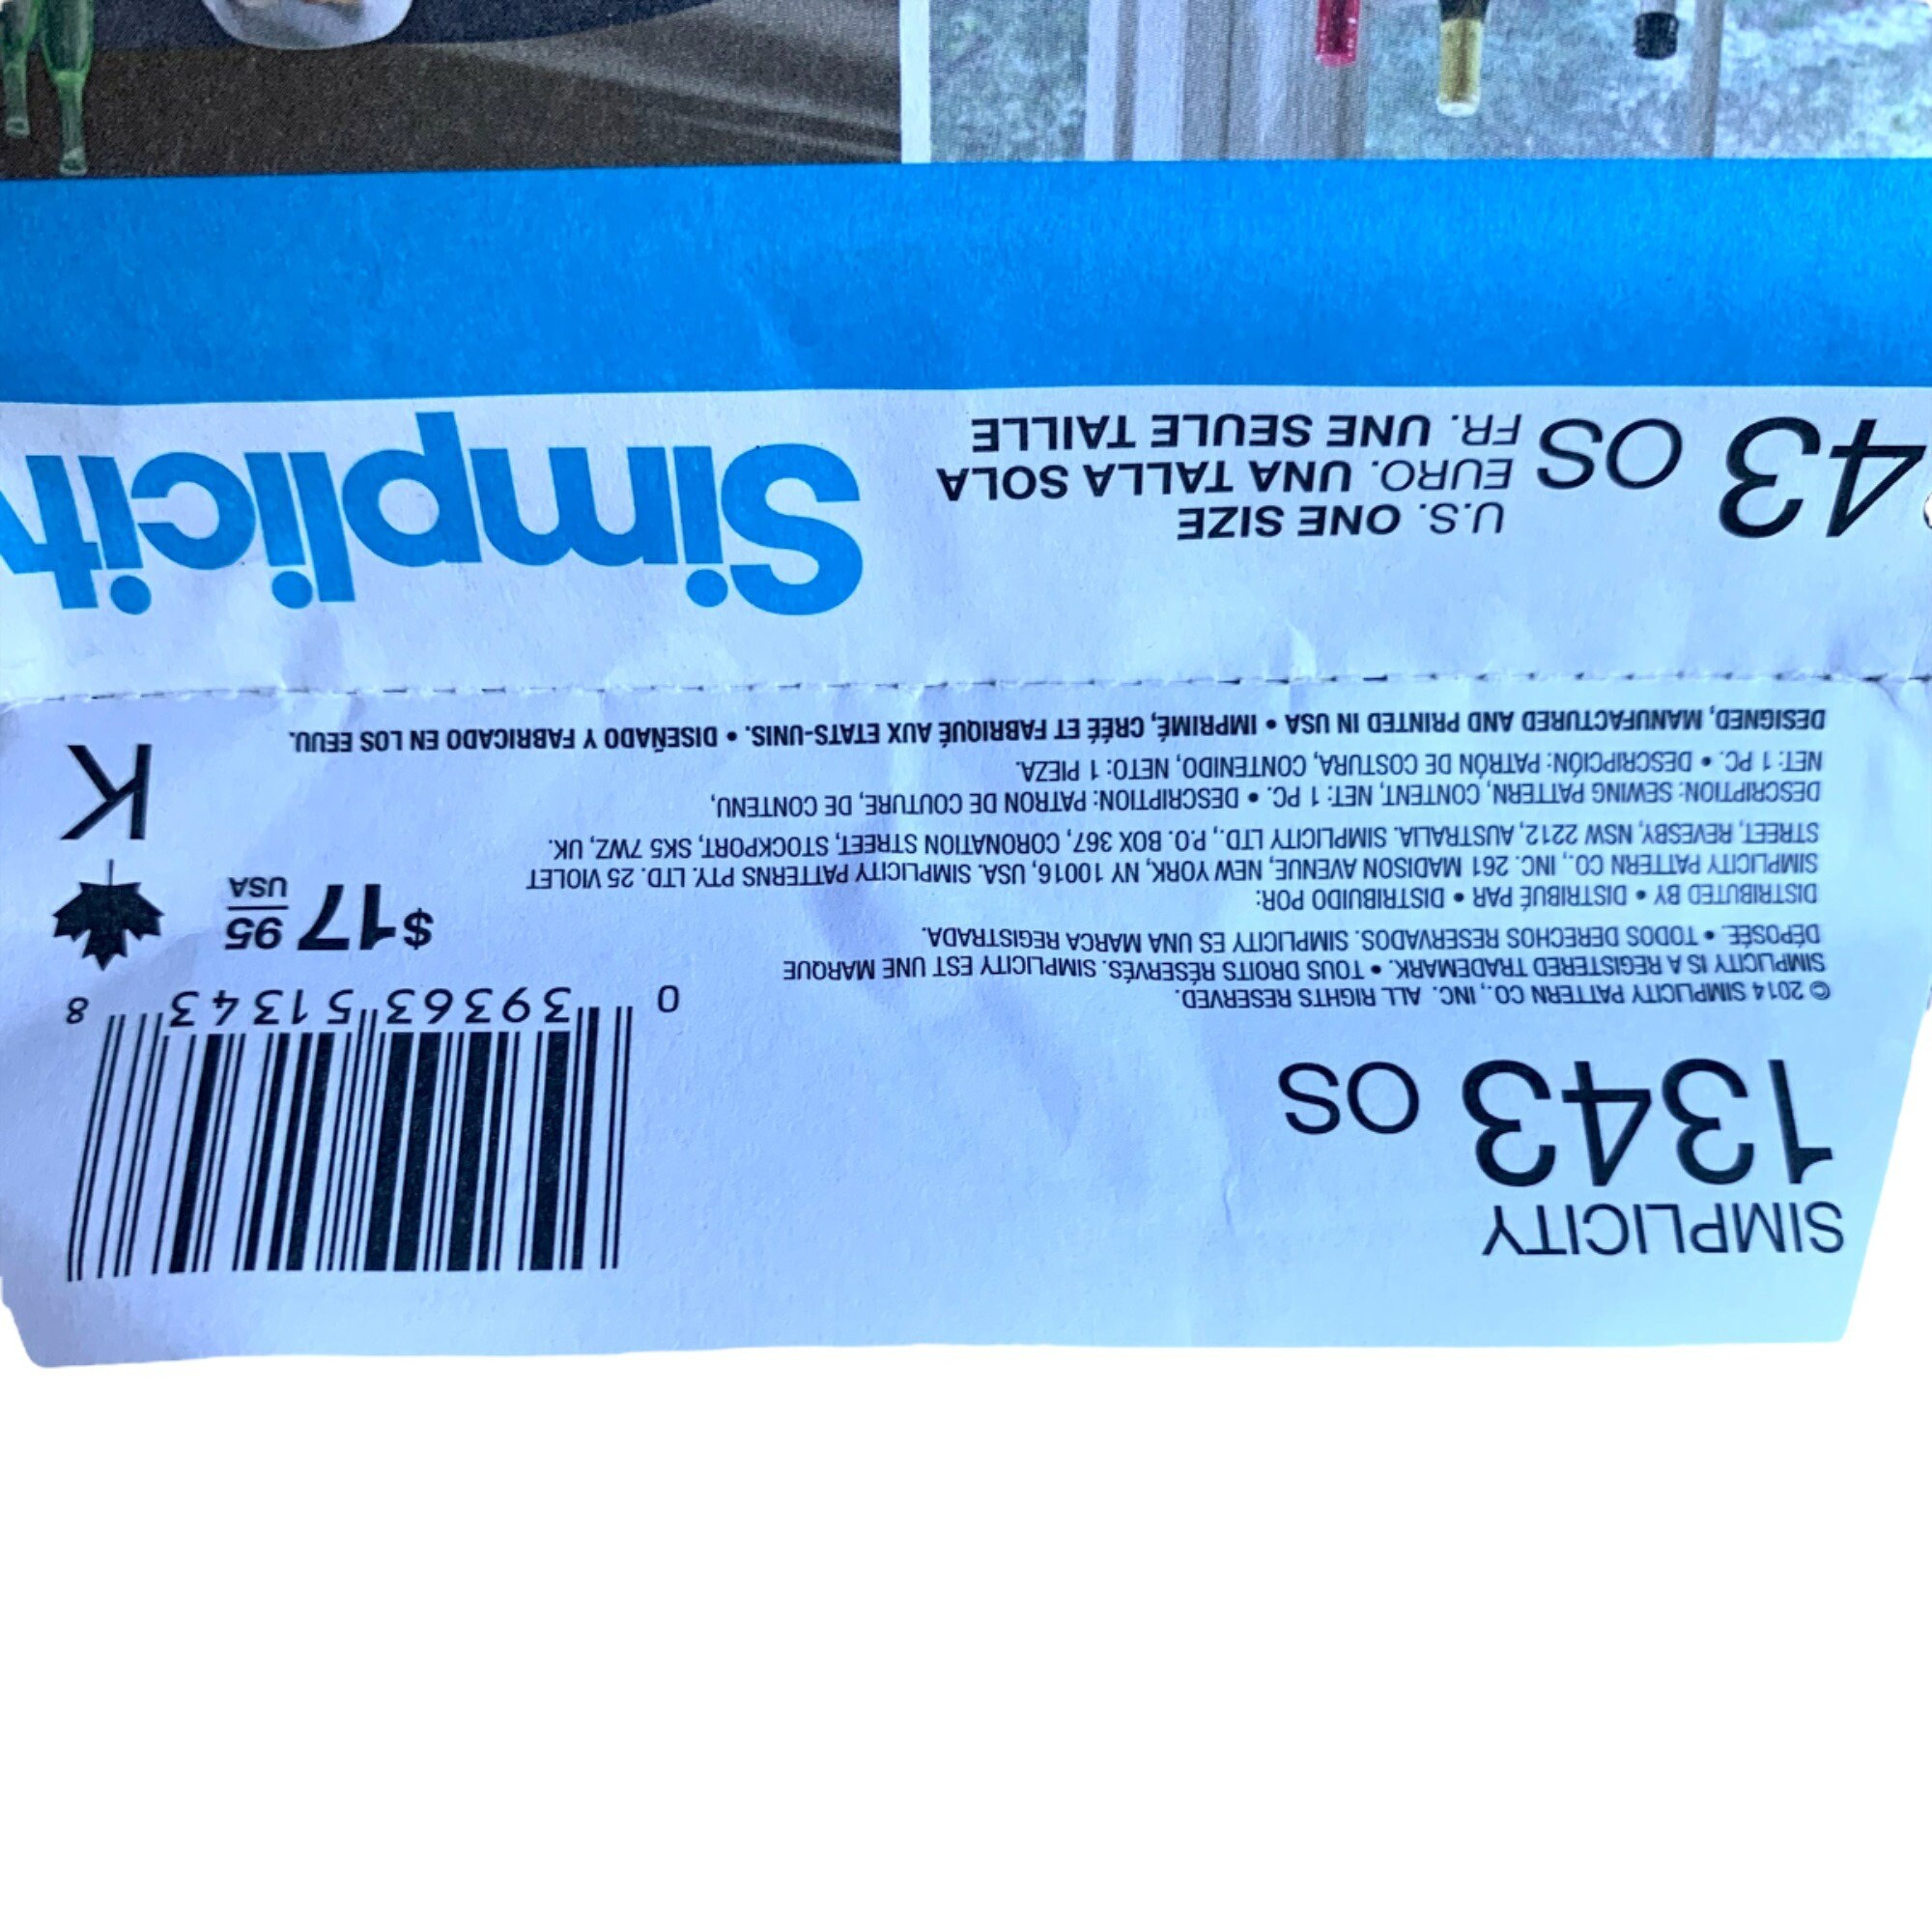 SIMPLICITY
1343 OS
© 2014 SIMPLICITY PATTERN CO., INC. ALL RIGHTS RESERVED.
SIMPLICITY IS A REGISTERED TRADEMARK. • TOUS DROITS RÉSERVÉS. SIMPLICITY EST UNE MARQUE
DÉPOSÉE. • TODOS DERECHOS RESERVADOS. SIMPLICITY ES UNA MARCA REGISTRADA.
DISTRIBUTED BY • DISTRIBUÉ PAR • DISTRIBUIDO POR:
SIMPLICITY PATTERN CO., INC. 261 MADISON AVENUE, NEW YORK, NY 10016, USA. SIMPLICITY PATTERNS PTY. LTD. 25 VIOLET
STREET, REVESBY, NSW 2212, AUSTRALIA. SIMPLICITY LTD., P.O. BOX 367, CORONATION STREET, STOCKPORT, SK5 7WZ, UK.
DESCRIPTION: SEWING PATTERN, CONTENT, NET: 1 PC. • DESCRIPTION: PATRON DE COUTURE, DE CONTENU,
NET: 1 PC. • DESCRIPCIÓN: PATRÓN DE COSTURA, CONTENIDO, NETO: 1 PIEZA.
DESIGNED, MANUFACTURED AND PRINTED IN USA • IMPRIMÉ, CRÉÉ ET FABRIQUÉ AUX ETATS-UNIS. • DISEÑADO Y FABRICADO EN LOS EEUU.
0 39363 51343 8
$17 95 USA
K
43 OS
U.S. ONE SIZE
EURO. UNA TALLA SOLA
FR. UNE SEULE TAILLE
Simplicity